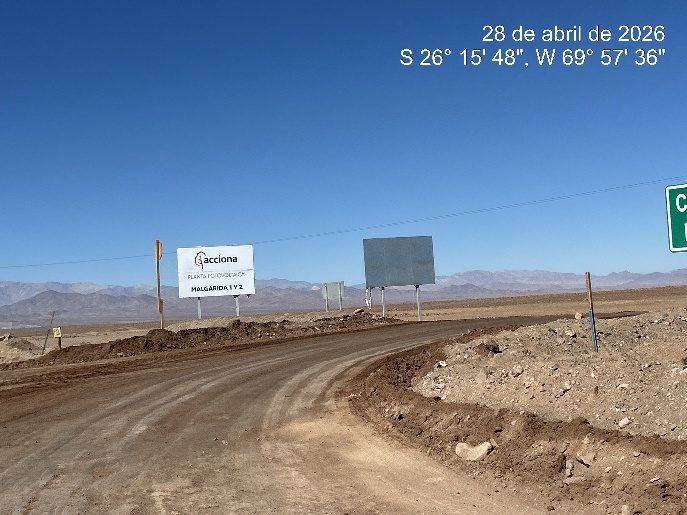 28 de abril de 2026
S 26° 15' 48", W 69° 57' 36"
acciona
PLANTA FOTOVOLTAICA
MALGARIDA 1 Y 2
C